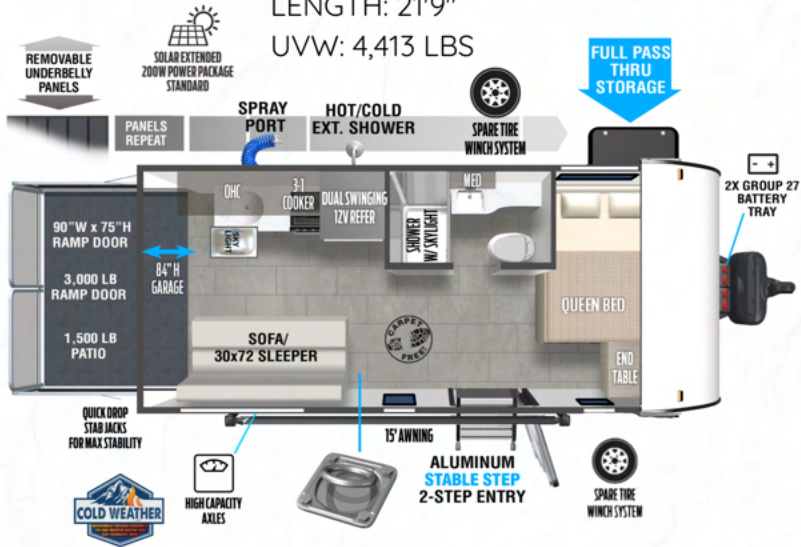 LENGTH: 21'9"
UVW: 4,413 LBS
REMOVABLE
UNDERBELLY
PANELS
SOLAR EXTENDED
200W POWER PACKAGE
STANDARD
FULL PASS
THRU
STORAGE
PANELS
REPEAT
SPRAY
PORT
HOT/COLD
EXT. SHOWER
SPARE TIRE
WINCH SYSTEM
2X GROUP 27
BATTERY
TRAY
OHC
3-1
COOKER
DUAL SWINGING
12V REFER
MED
SHOWER
W/ SKYLIGHT
SKY
LIGHT
90"W x 75"H
RAMP DOOR
3,000 LB
RAMP DOOR
1,500 LB
PATIO
84" H
GARAGE
QUEEN BED
SOFA/
30x72 SLEEPER
CARPET
FREE!
END
TABLE
QUICK DROP
STAB JACKS
FOR MAX STABILITY
15' AWNING
HIGH CAPACITY
AXLES
ALUMINUM
STABLE STEP
2-STEP ENTRY
SPARE TIRE
WINCH SYSTEM
COLD WEATHER